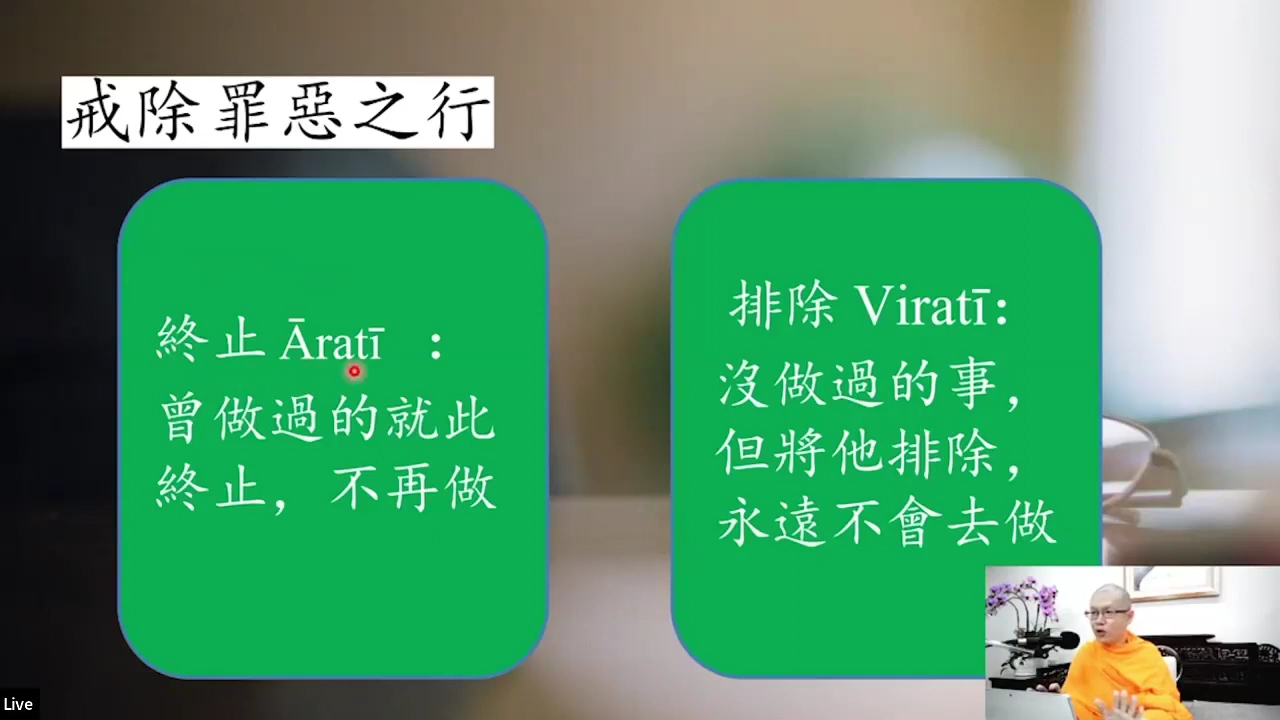 戒除罪惡之行
終止 Āratī ：
曾做過的就此
終止，不再做
排除 Viratī：
沒做過的事，
但將他排除，
永遠不會去做
Live